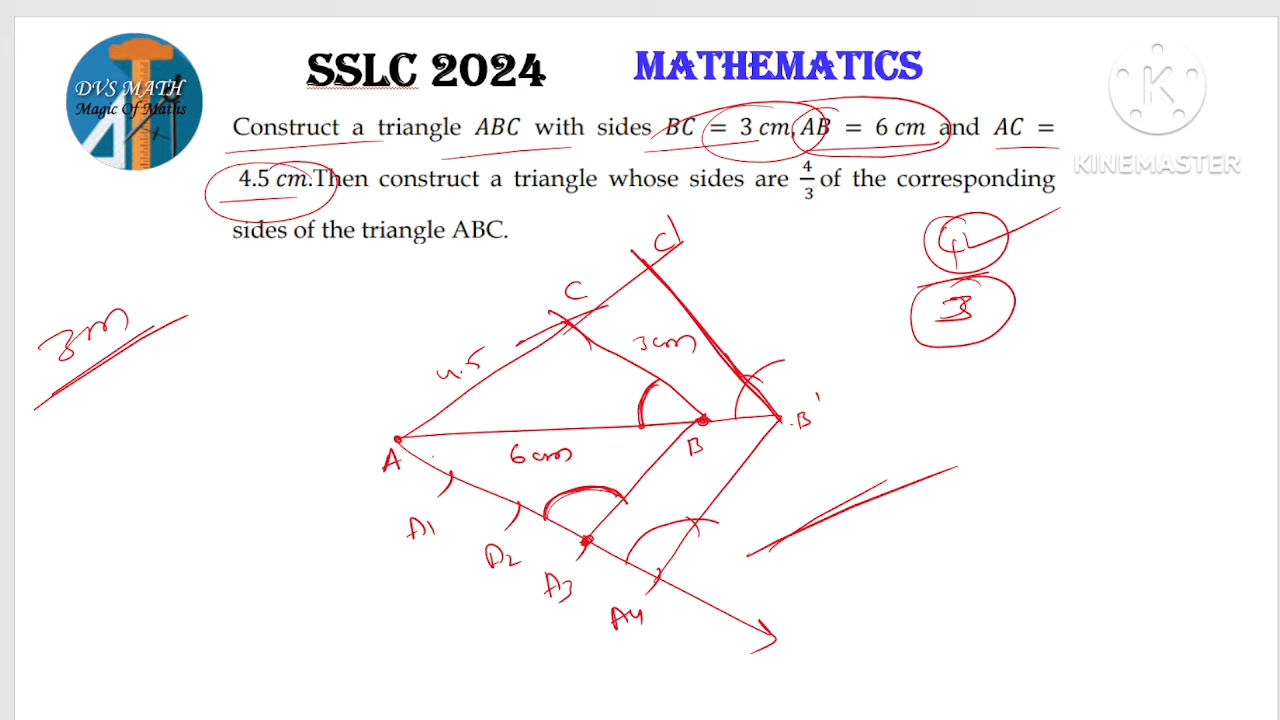 SSLC 2024
MATHEMATICS
DVS MATH
Magic Of Maths
K
KINEMASTER
Construct a triangle ABC with sides BC = 3 cm, AB = 6 cm and AC =
4.5 cm.Then construct a triangle whose sides are 4/3 of the corresponding
sides of the triangle ABC.
4
3
C'
C
3cm
4.5
B'
A
6cm
B
A1
A2
A3
A4